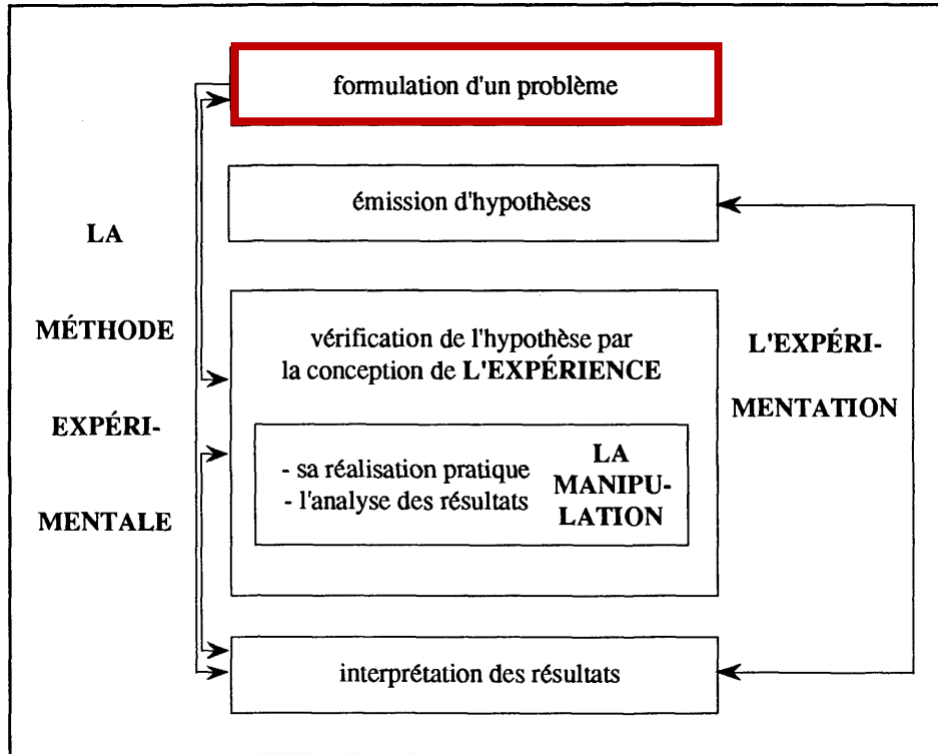 formulation d'un problème
émission d'hypothèses
LA
MÉTHODE
EXPÉRI-
MENTALE
vérification de l'hypothèse par
la conception de L'EXPÉRIENCE
- sa réalisation pratique
- l'analyse des résultats
LA
MANIPU-
LATION
L'EXPÉRI-
MENTATION
interprétation des résultats